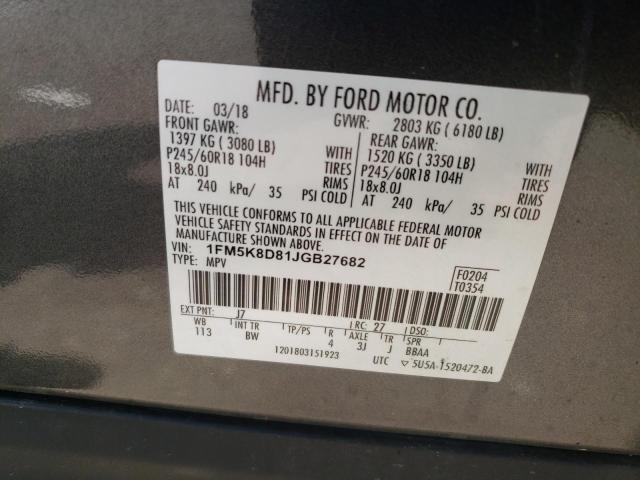 MFD. BY FORD MOTOR CO.
DATE: 03/18 GVWR: 2803 KG ( 6180 LB)
FRONT GAWR: REAR GAWR:
1397 KG ( 3080 LB) WITH 1520 KG ( 3350 LB) WITH
P245/60R18 104H TIRES P245/60R18 104H TIRES
18x8.0J RIMS 18x8.0J RIMS
AT 240 kPa/ 35 PSI COLD AT 240 kPa/ 35 PSI COLD
THIS VEHICLE CONFORMS TO ALL APPLICABLE FEDERAL MOTOR
VEHICLE SAFETY STANDARDS IN EFFECT ON THE DATE OF
MANUFACTURE SHOWN ABOVE.
VIN: 1FM5K8D81JGB27682
TYPE: MPV
F0204
T0354
EXT PNT: J7 RC: 27 DSO:
WB INT TR TP/PS R AXLE TR SPR
113 BW 4 3J J BBAA
1201803151923 UTC ▽5U5A-1520472-BA